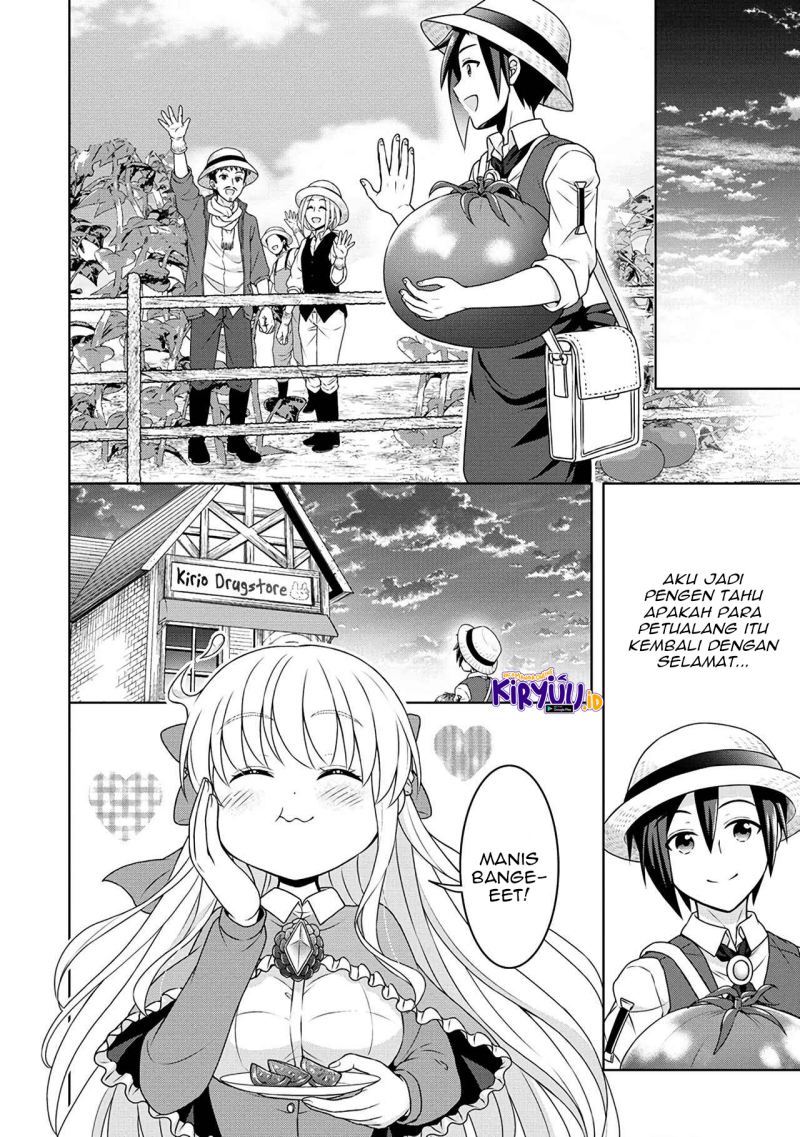 AKU JADI
PENGEN TAHU
APAKAH PARA
PETUALANG ITU
KEMBALI DENGAN
SELAMAT...
Kirio Drugstore
KIRYUU.ID
MANIS
BANGE-
EET!